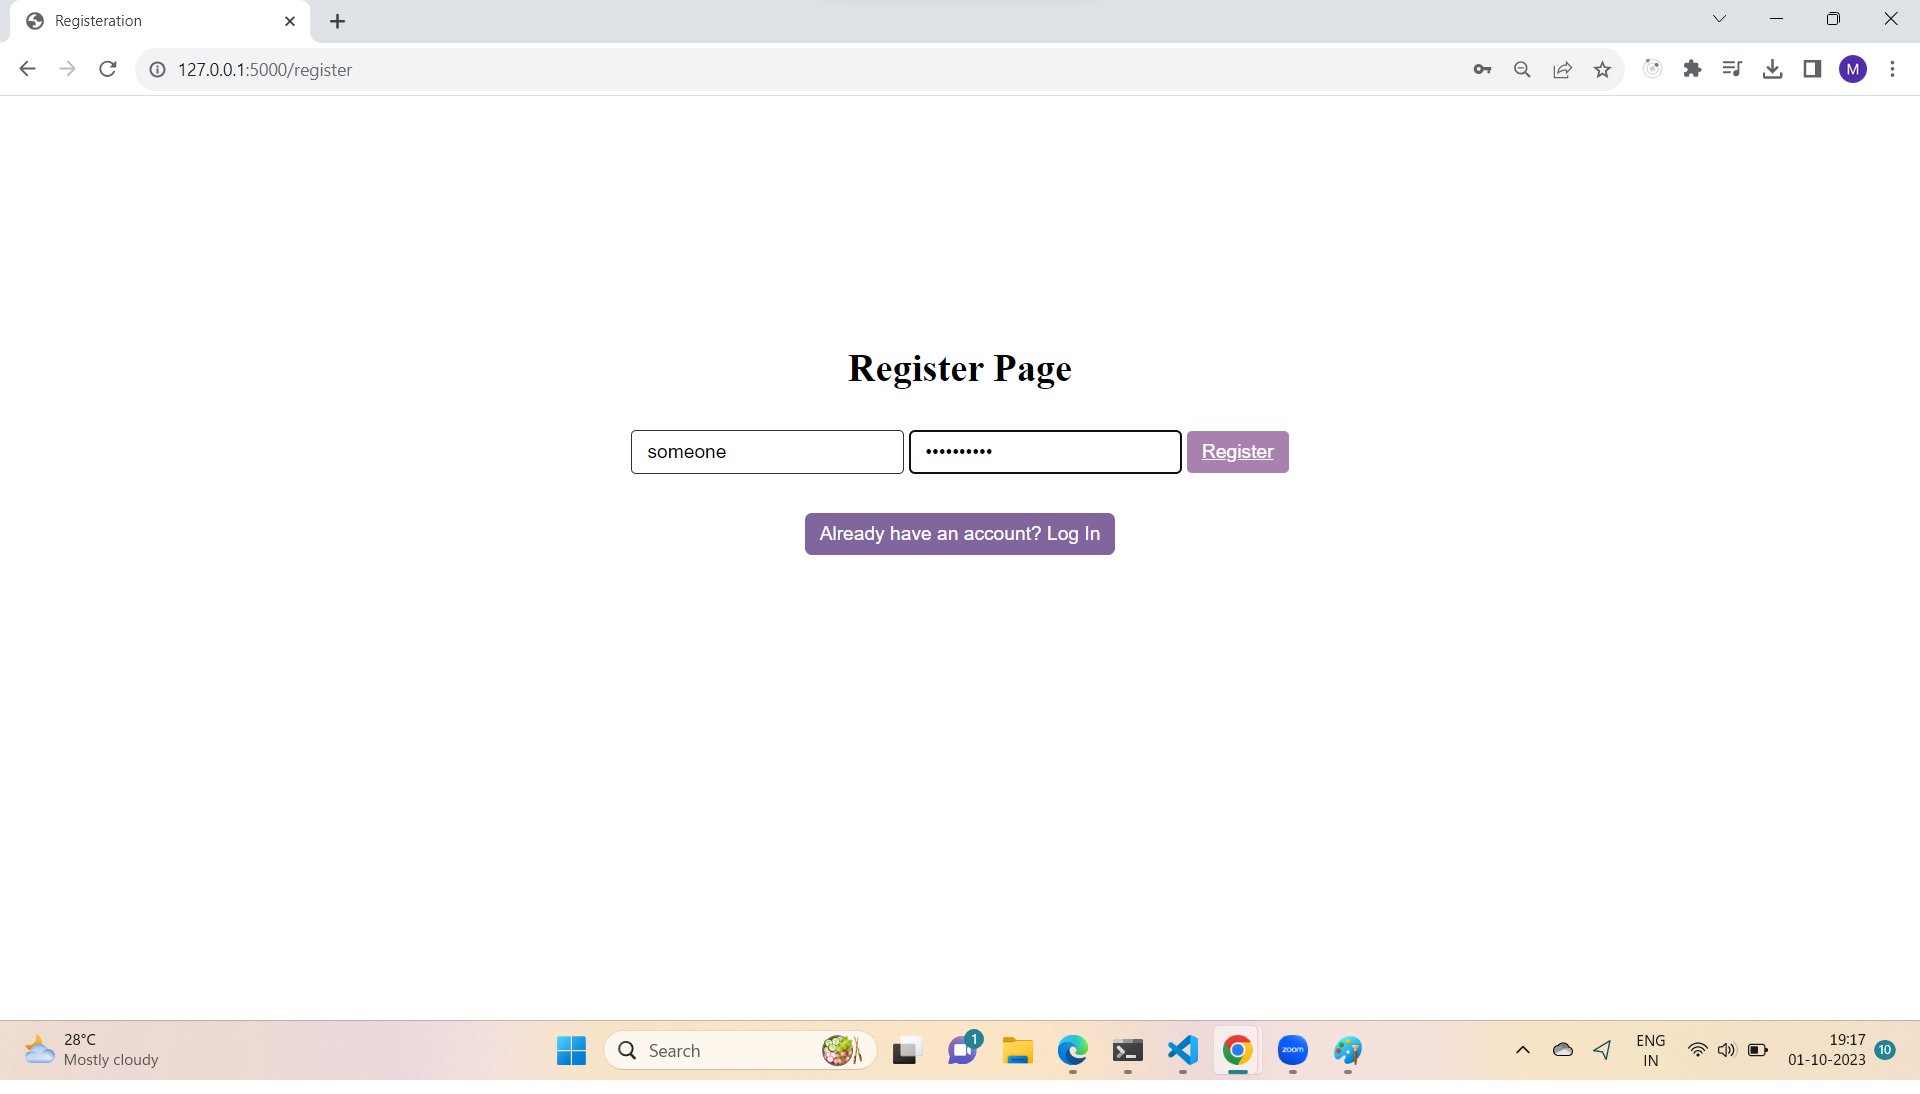 Registeration
127.0.0.1:5000/register
M
Register Page
someone
••••••••••
Register
Already have an account? Log In
28°C
Mostly cloudy
Search
1
zoom
ENG
IN
19:17
01-10-2023
10